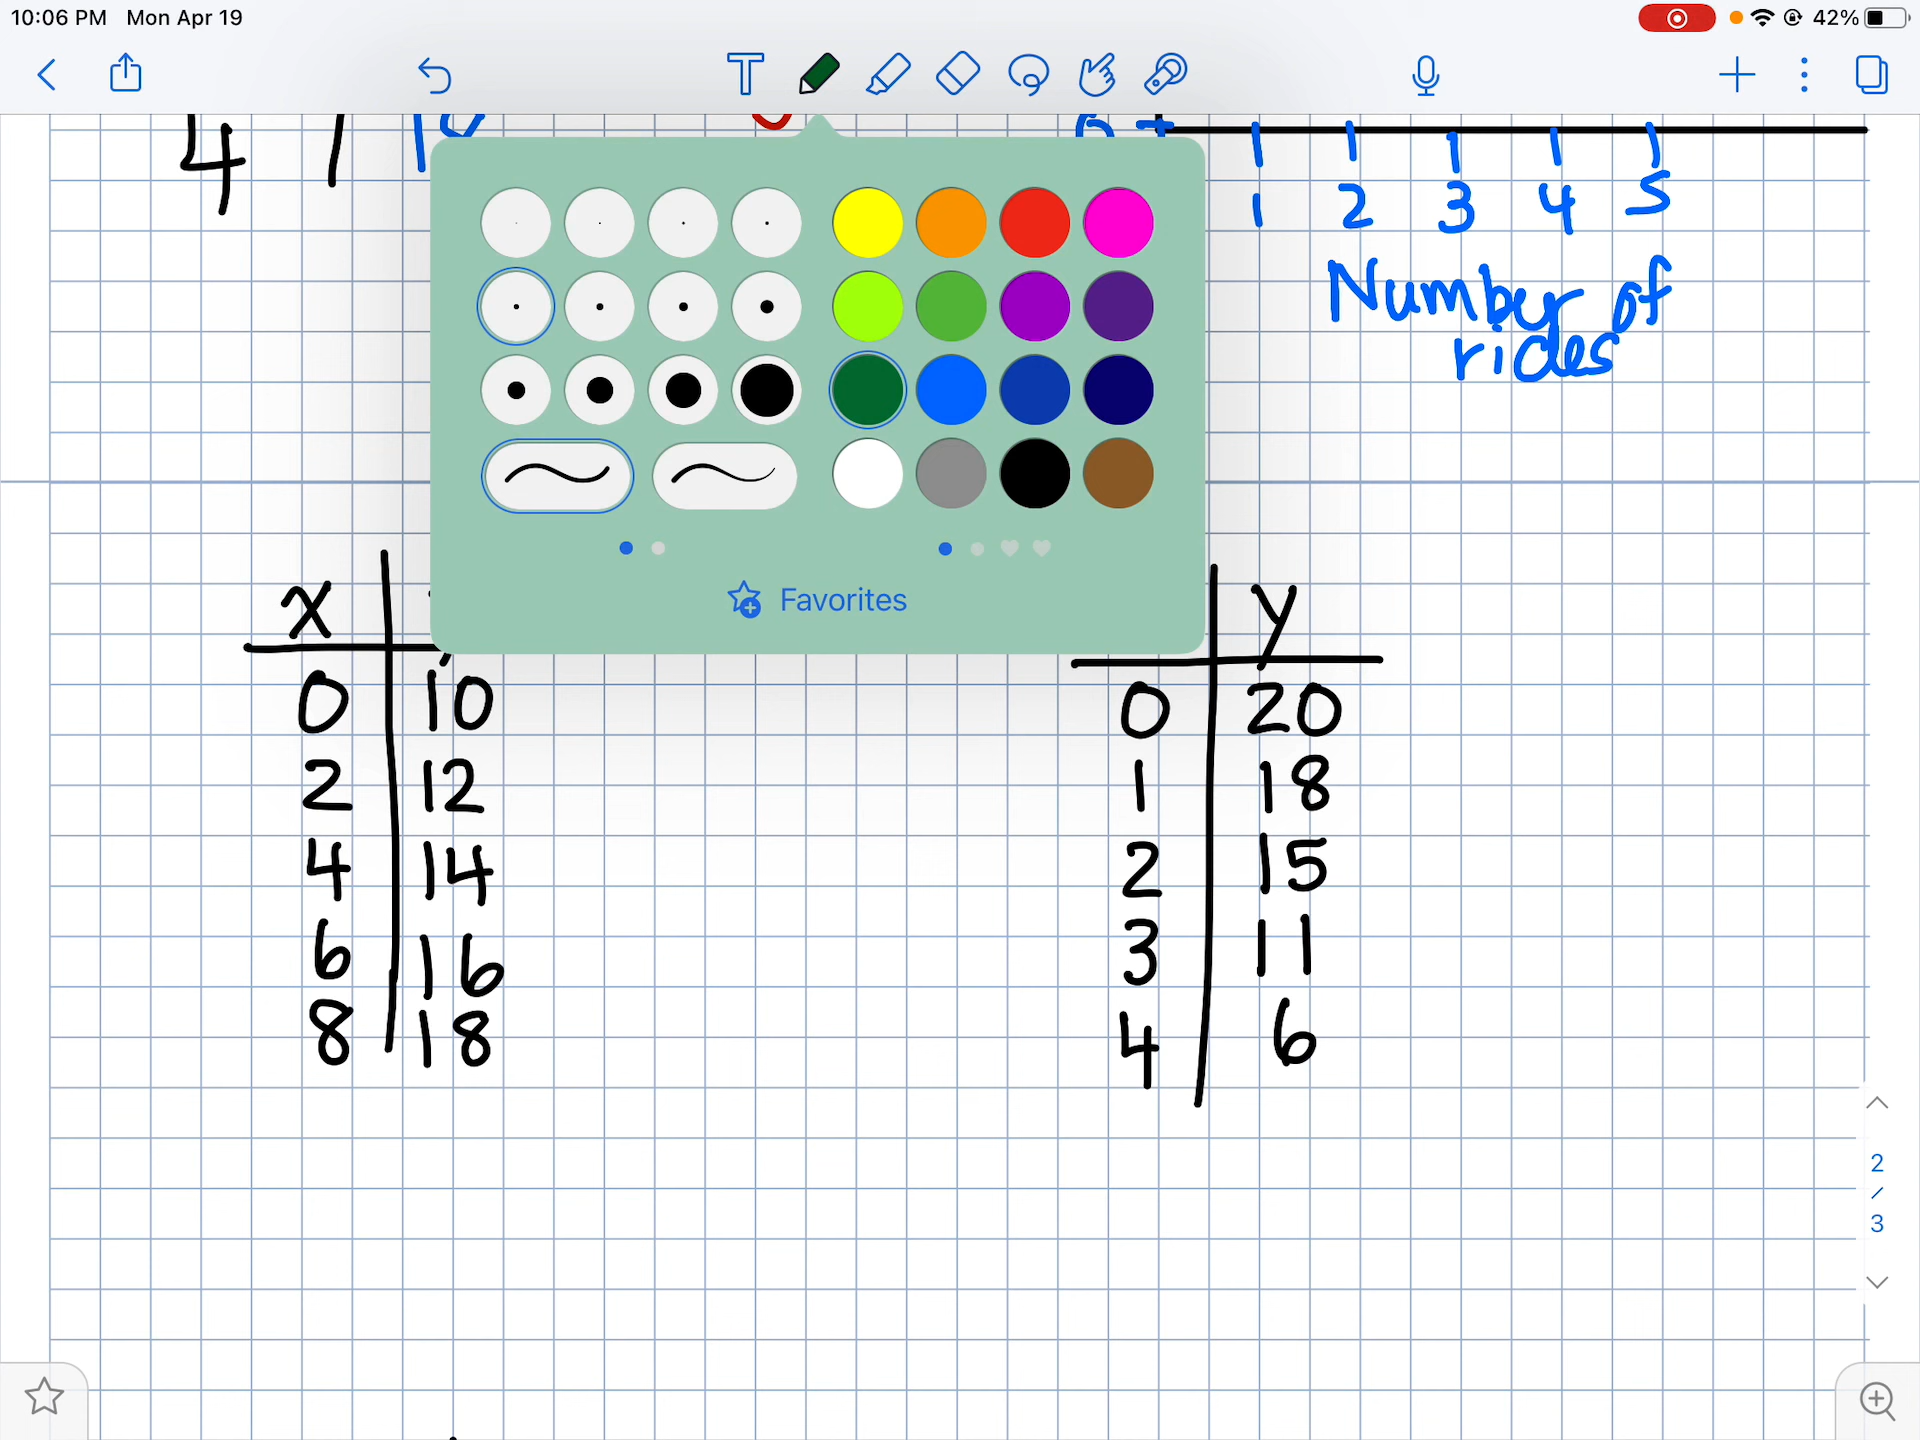 10:06 PM Mon Apr 19 42%
T
4 1
1 2 3 4 5
Number of
rides
Favorites
x
y
0 10
0 20
2 12
1 18
4 14
2 15
6 16
3 11
8 18
4 6
2
/
3